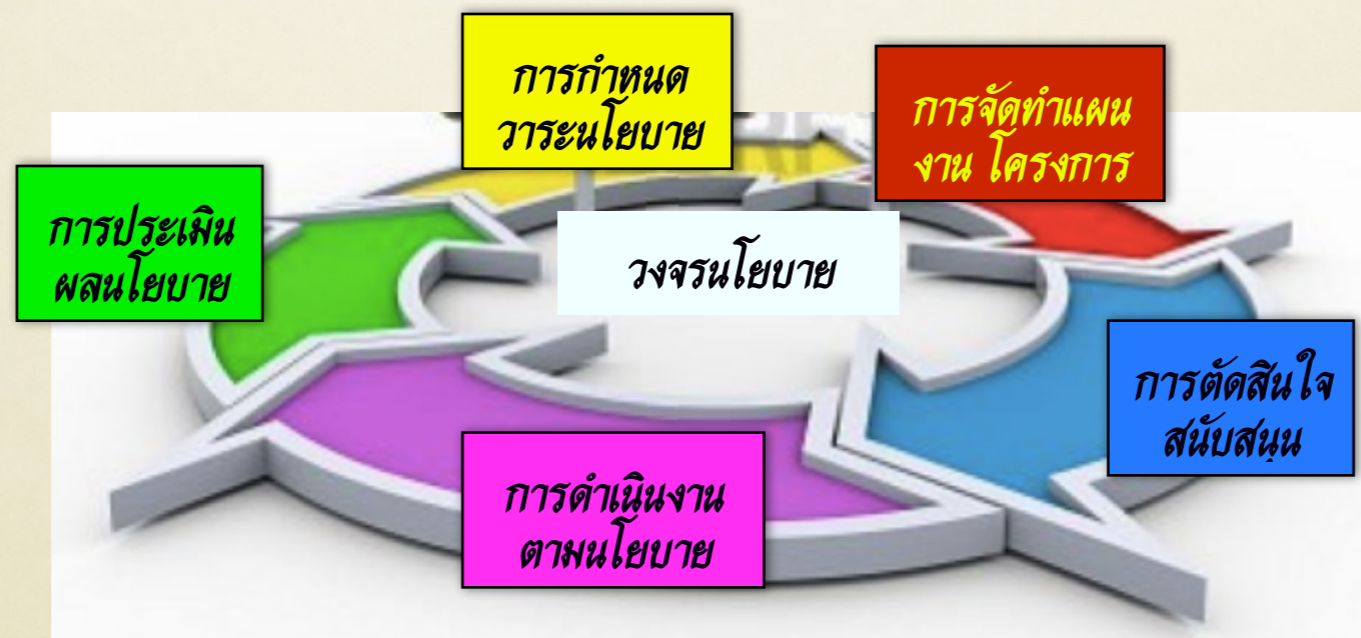 การกำหนด
วาระนโยบาย
การจัดทำแผน
งาน โครงการ
การประเมิน
ผลนโยบาย
วงจรนโยบาย
การตัดสินใจ
สนับสนุน
การดำเนินงาน
ตามนโยบาย